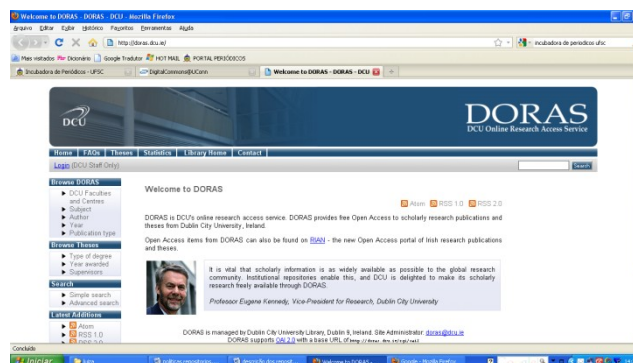 Welcome to DORAS - DORAS - DCU - Mozilla Firefox
Arquivo Editar Exibir Histórico Favoritos Ferramentas Ajuda
http://doras.dcu.ie/
incubadora de periodicos ufsc
Mais visitados Dicionário Google Tradutor HOT MAIL PORTAL PERIÓDICOS
Incubadora de Periódicos - UFSC DigitalCommons@UConn Welcome to DORAS - DORAS - DCU
DCU
DORAS
DCU Online Research Access Service
Home FAQs Theses Statistics Library Home Contact
Login (DCU Staff Only)
Search
Browse DORAS
DCU Faculties and Centres
Subject
Author
Year
Publication type
Browse Theses
Type of degree
Year awarded
Supervisors
Search
Simple search
Advanced search
Latest Additions
Atom
RSS 1.0
RSS 2.0
Welcome to DORAS
Atom RSS 1.0 RSS 2.0
DORAS is DCU's online research access service. DORAS provides free Open Access to scholarly research publications and
theses from Dublin City University, Ireland.
Open Access items from DORAS can also be found on RIAN - the new Open Access portal of Irish research publications
and theses.
It is vital that scholarly information is as widely available as possible to the global research
community. Institutional repositories enable this, and DCU is delighted to make its scholarly
research freely available through DORAS.
Professor Eugene Kennedy, Vice-President for Research, Dublin City University
DORAS is managed by Dublin City University Library, Dublin 9, Ireland. Site Administrator: doras@dcu.ie
DORAS supports OAI 2.0 with a base URL of
Concluído
Iniciar
Welcome to DORAS -
Google - Mozilla Firefox